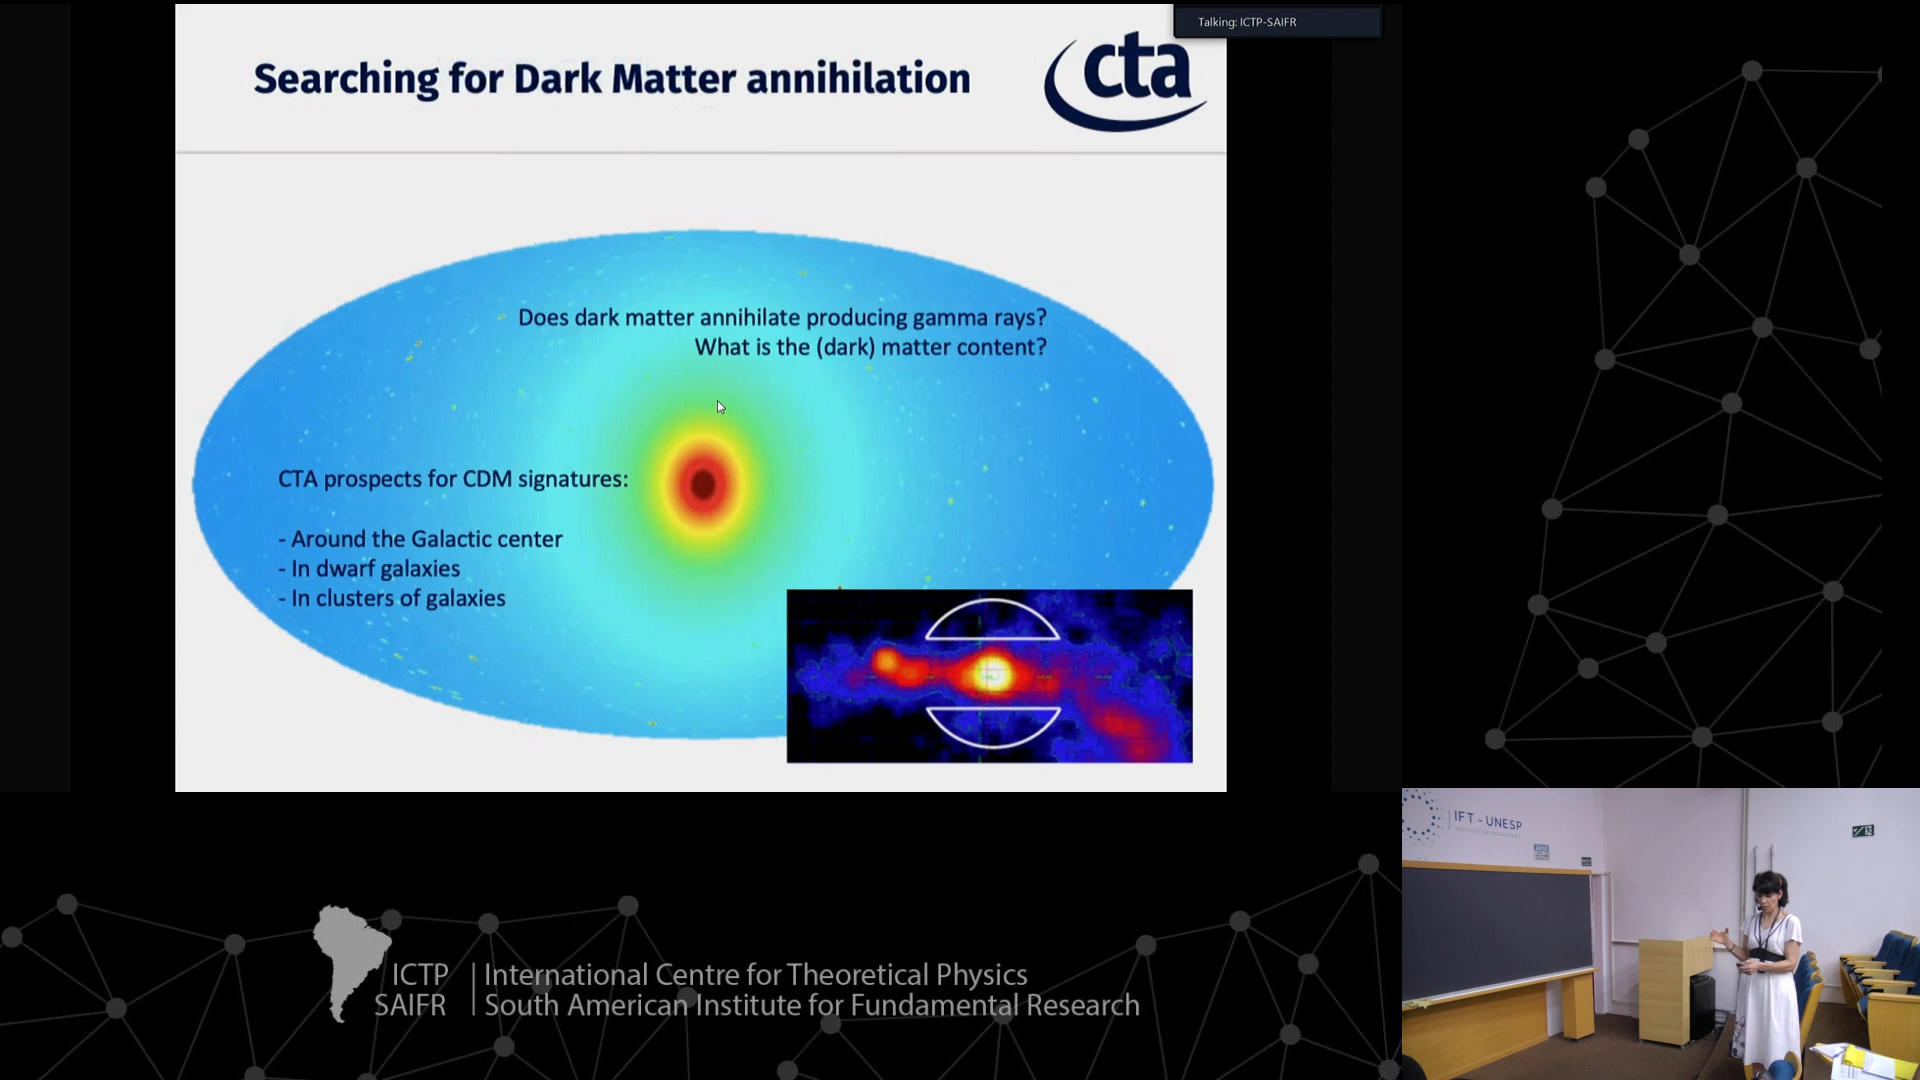 Talking: ICTP-SAIFR
Searching for Dark Matter annihilation
cta
Does dark matter annihilate producing gamma rays?
What is the (dark) matter content?
CTA prospects for CDM signatures:
- Around the Galactic center
- In dwarf galaxies
- In clusters of galaxies
IFT - UNESP
ICTP
SAIFR
International Centre for Theoretical Physics
South American Institute for Fundamental Research